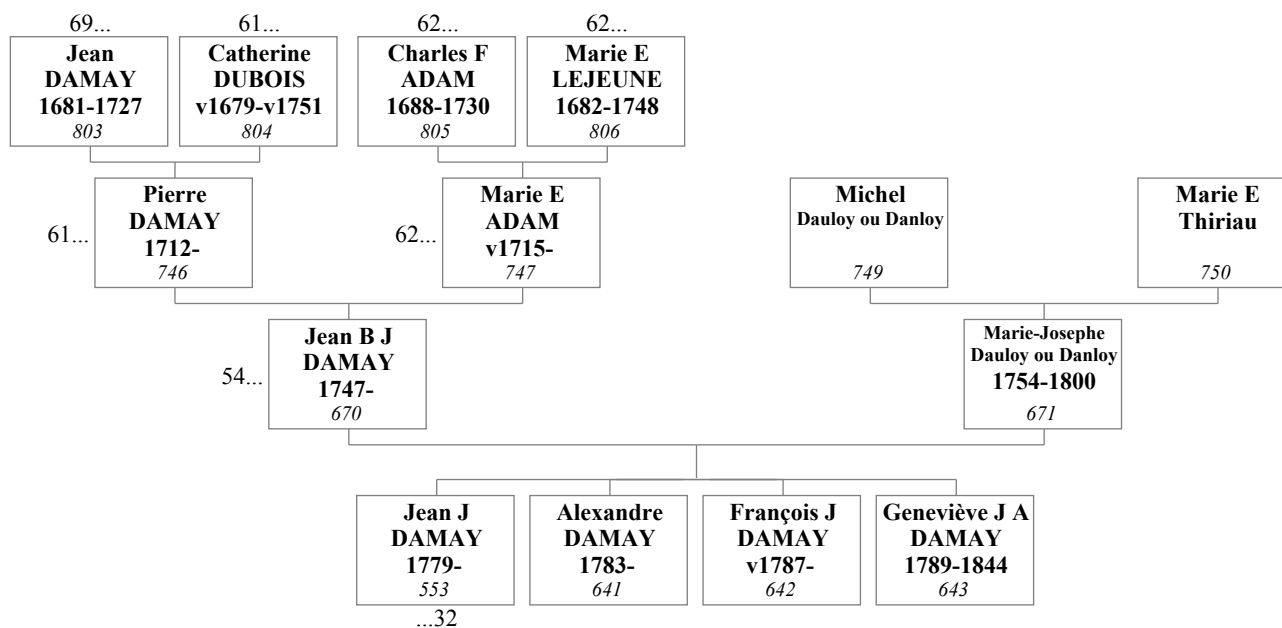 69...
61...
62...
62...
Jean
DAMAY
1681-1727
803
Catherine
DUBOIS
v1679-v1751
804
Charles F
ADAM
1688-1730
805
Marie E
LEJEUNE
1682-1748
806
61...
Pierre
DAMAY
1712-
746
62...
Marie E
ADAM
v1715-
747
Michel
Dauloy ou Danloy
749
Marie E
Thiriau
750
54...
Jean B J
DAMAY
1747-
670
Marie-Josephe
Dauloy ou Danloy
1754-1800
671
Jean J
DAMAY
1779-
553
Alexandre
DAMAY
1783-
641
François J
DAMAY
v1787-
642
Geneviève J A
DAMAY
1789-1844
643
...32